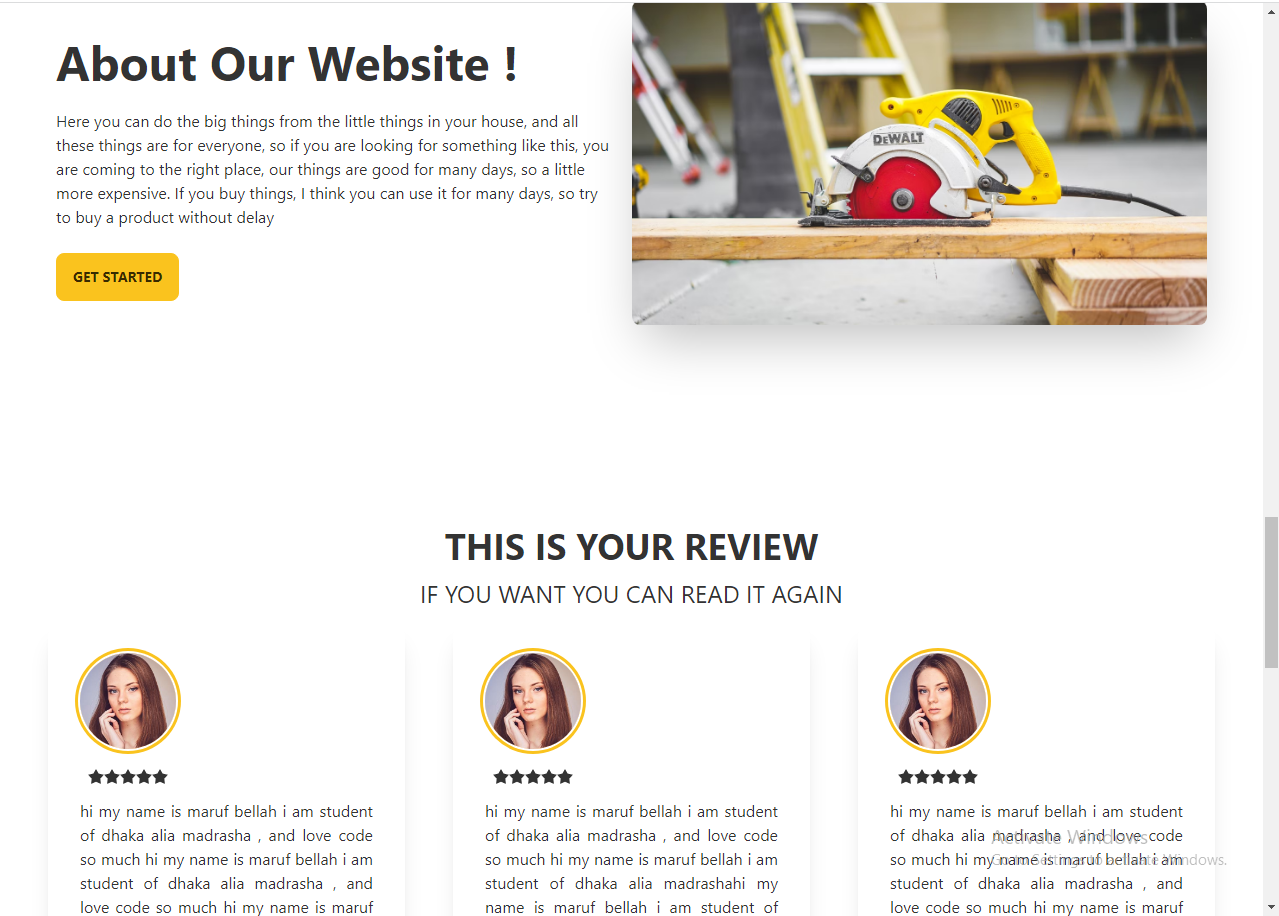 About Our Website !
Here you can do the big things from the little things in your house, and all
these things are for everyone, so if you are looking for something like this, you
are coming to the right place, our things are good for many days, so a little
more expensive. If you buy things, I think you can use it for many days, so try
to buy a product without delay
GET STARTED
DEWALT
THIS IS YOUR REVIEW
IF YOU WANT YOU CAN READ IT AGAIN
hi my name is maruf bellah i am student
of dhaka alia madrasha , and love code
so much hi my name is maruf bellah i am
student of dhaka alia madrasha , and
love code so much hi my name is maruf
hi my name is maruf bellah i am student
of dhaka alia madrasha , and love code
so much hi my name is maruf bellah i am
student of dhaka alia madrashahi my
name is maruf bellah i am student of
hi my name is maruf bellah i am student
of dhaka alia madrasha , and love code
so much hi my name is maruf bellah i am
student of dhaka alia madrasha , and
love code so much hi my name is maruf
Activate Windows
Go to Settings to activate Windows.